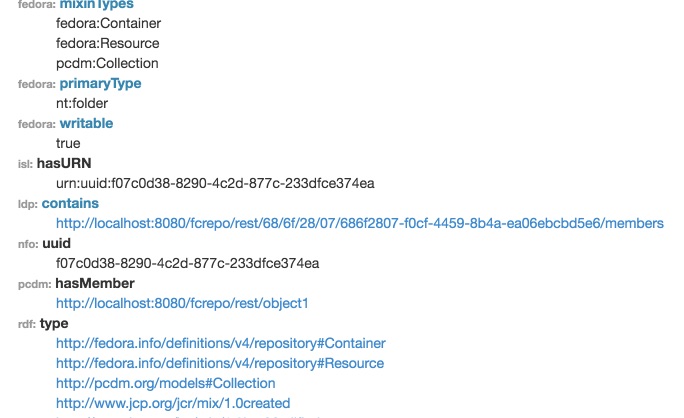 fedora: mixinTypes
fedora:Container
fedora:Resource
pcdm:Collection
fedora: primaryType
nt:folder
fedora: writable
true
isl: hasURN
urn:uuid:f07c0d38-8290-4c2d-877c-233dfce374ea
ldp: contains
http://localhost:8080/fcrepo/rest/68/6f/28/07/686f2807-f0cf-4459-8b4a-ea06ebcbd5e6/members
nfo: uuid
f07c0d38-8290-4c2d-877c-233dfce374ea
pcdm: hasMember
http://localhost:8080/fcrepo/rest/object1
rdf: type
http://fedora.info/definitions/v4/repository#Container
http://fedora.info/definitions/v4/repository#Resource
http://pcdm.org/models#Collection
http://www.jcp.org/jcr/mix/1.0created